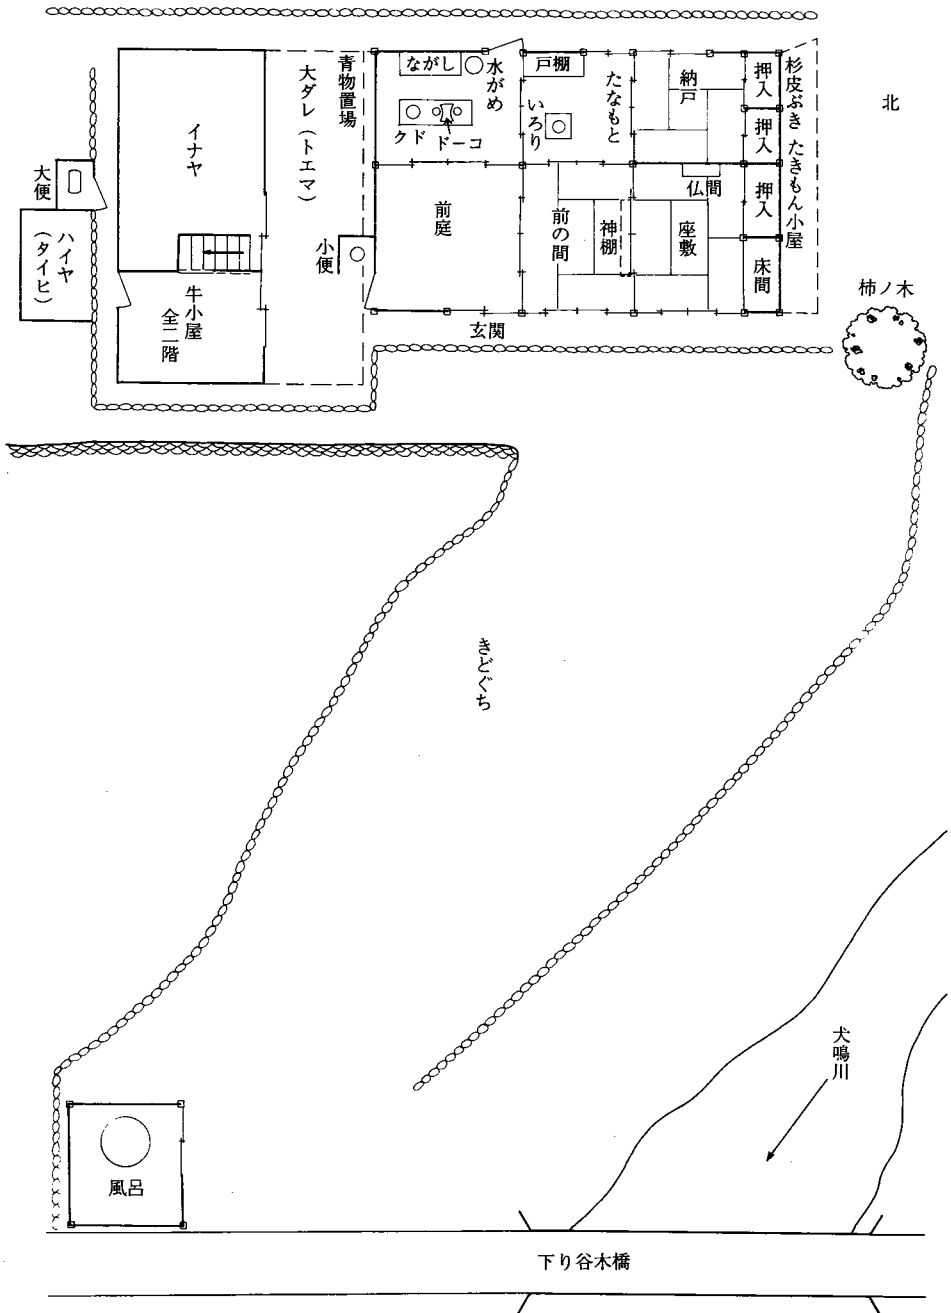 北
杉皮ぶき たきもん小屋
押入
押入
押入
床間
納戸
仏間
座敷
たなもと
戸棚
いろり
神棚
前の間
水がめ
ながし
クド
ドーコ
前庭
玄関
青物置場
小便
大ダレ(トエマ)
イナヤ
牛小屋
全二階
大便
ハイヤ
(タイヒ)
柿ノ木
きどぐち
犬鳴川
風呂
下り谷木橋